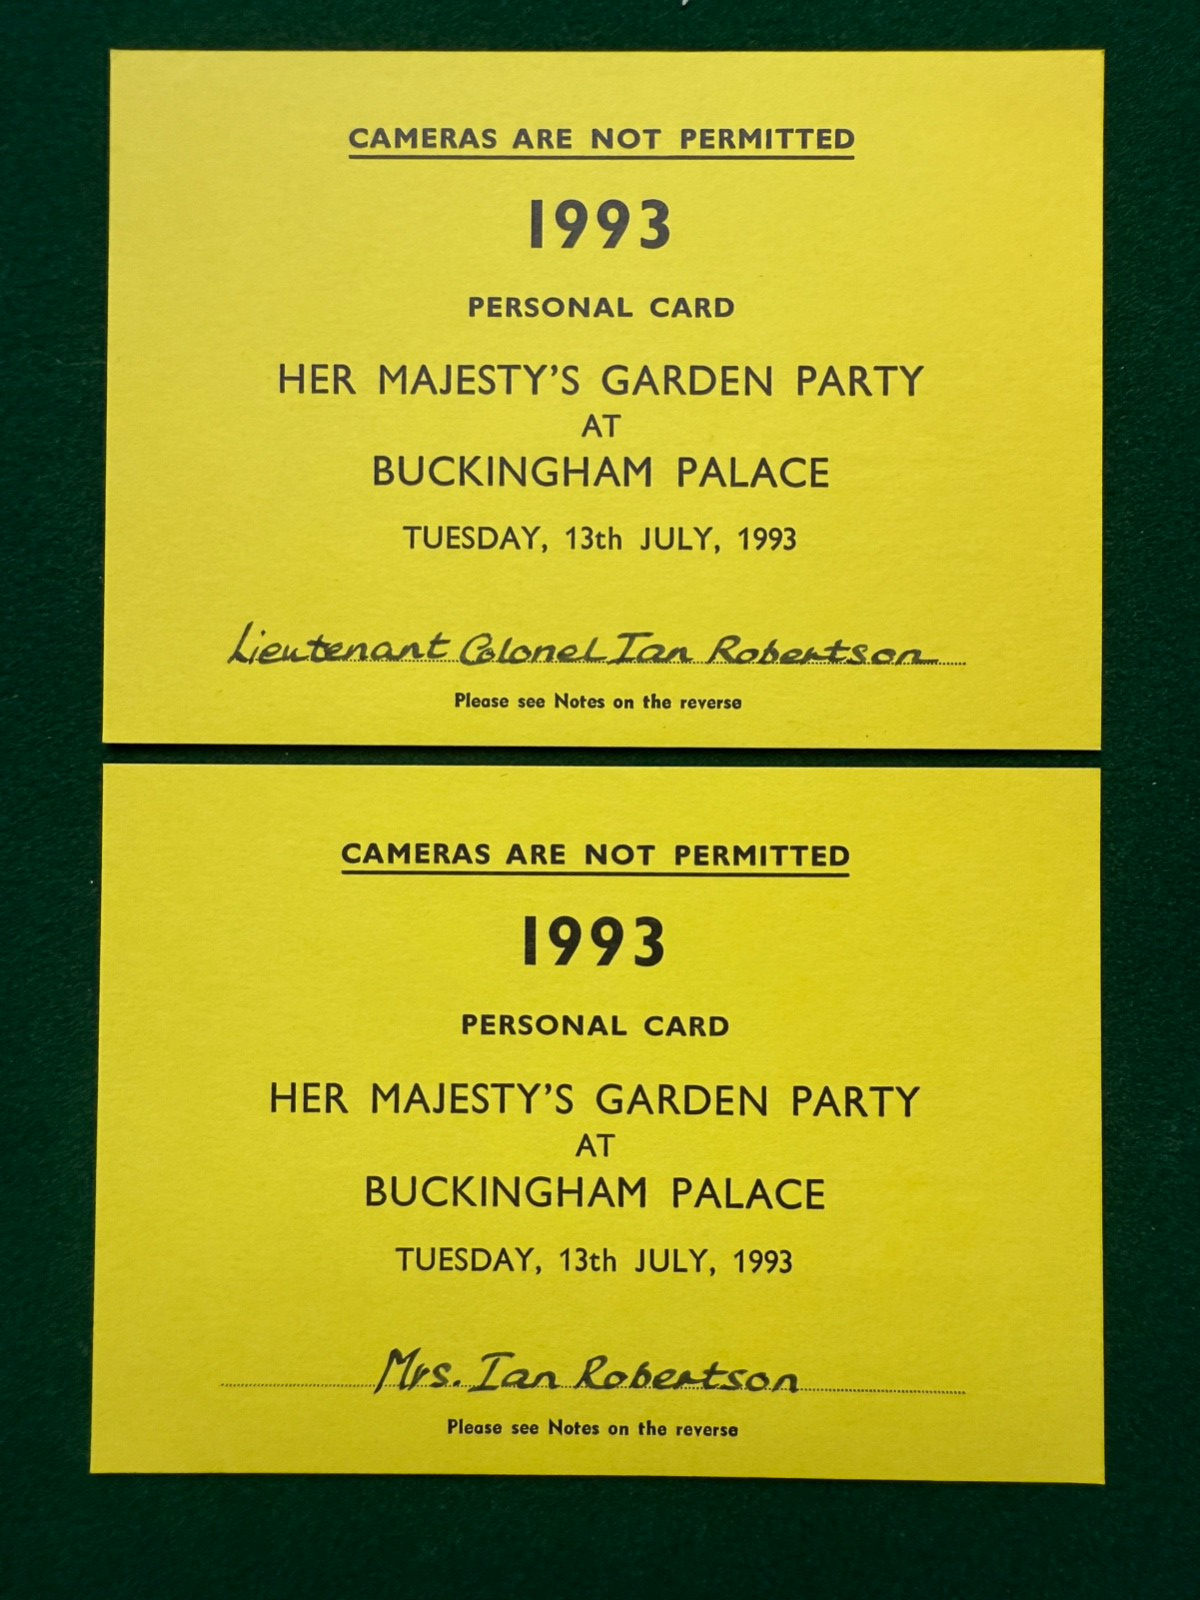 CAMERAS ARE NOT PERMITTED
1993
PERSONAL CARD
HER MAJESTY'S GARDEN PARTY
AT
BUCKINGHAM PALACE
TUESDAY, 13th JULY, 1993
Lieutenant Colonel Ian Robertson
Please see Notes on the reverse
CAMERAS ARE NOT PERMITTED
1993
PERSONAL CARD
HER MAJESTY'S GARDEN PARTY
AT
BUCKINGHAM PALACE
TUESDAY, 13th JULY, 1993
Mrs. Ian Robertson
Please see Notes on the reverse